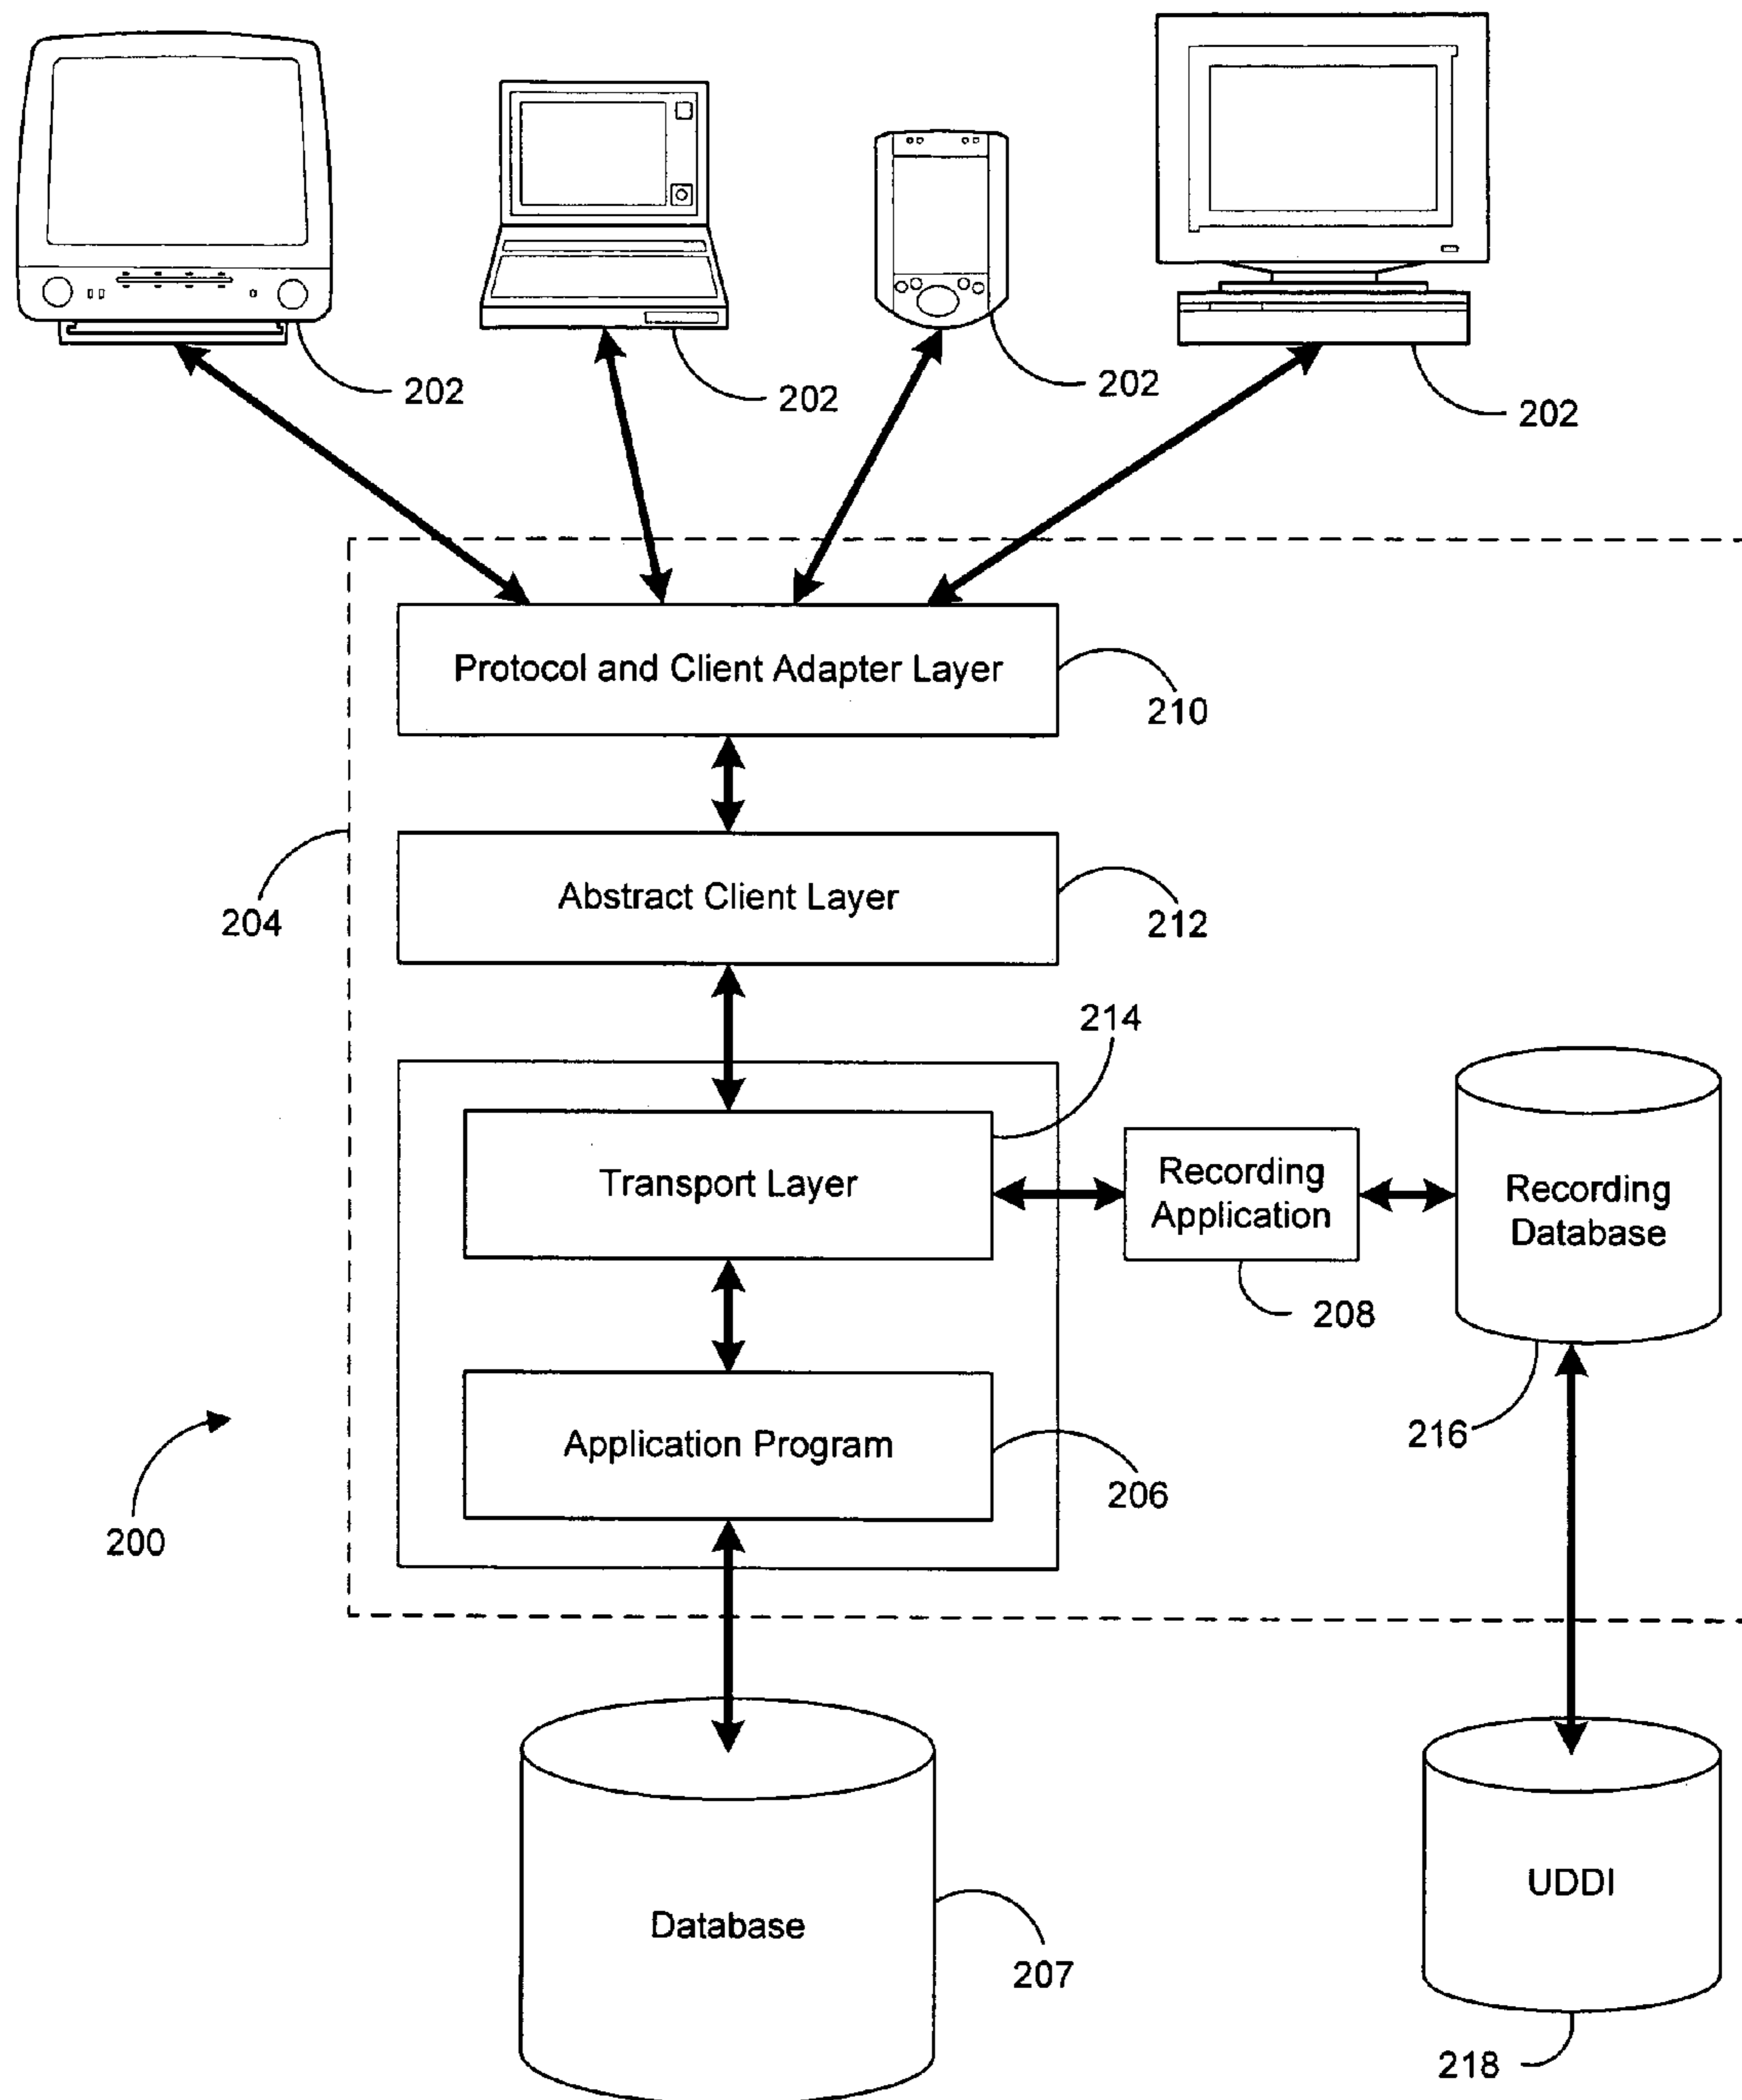 202
202
202
202
Protocol and Client Adapter Layer
210
Abstract Client Layer
204
212
214
Transport Layer
Recording
Application
Recording
Database
208
Application Program
216
206
200
UDDI
Database
207
218